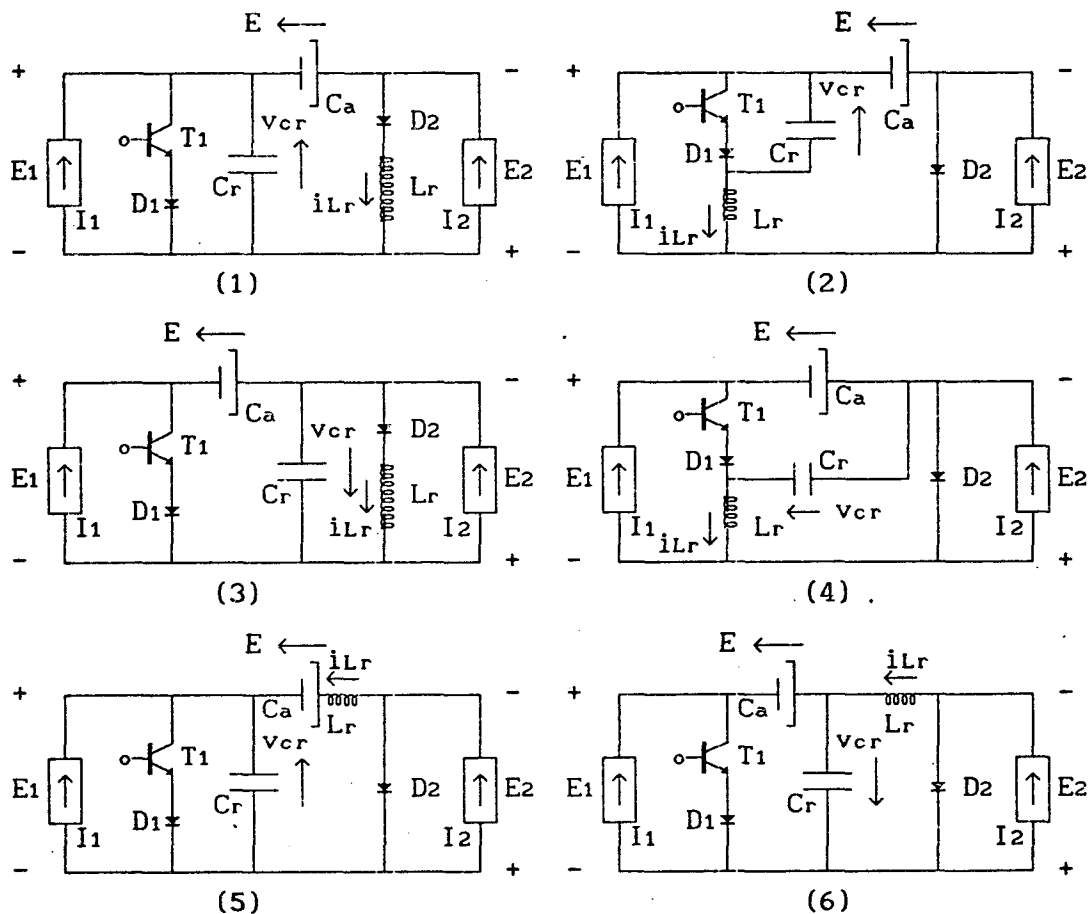 E
+
-
Ca
T1
Vcr
D2
E1
Cr
Lr
E2
D1
iLr
I1
I2
-
+
(1)
E
+
-
T1
Vcr
Ca
D1
Cr
D2
E1
E2
I1
Lr
I2
iLr
-
+
(2)
E
+
-
Ca
T1
Vcr
D2
E1
Cr
Lr
E2
D1
iLr
I1
I2
-
+
(3)
E
+
-
T1
Ca
D1
Cr
D2
E1
E2
I1
Lr
Vcr
I2
iLr
-
+
(4)
E
iLr
+
-
Ca
Lr
T1
Vcr
E1
Cr
D2
E2
D1
I1
I2
-
+
(5)
E
iLr
+
-
Ca
Lr
T1
Vcr
E1
Cr
D2
E2
D1
I1
I2
-
+
(6)